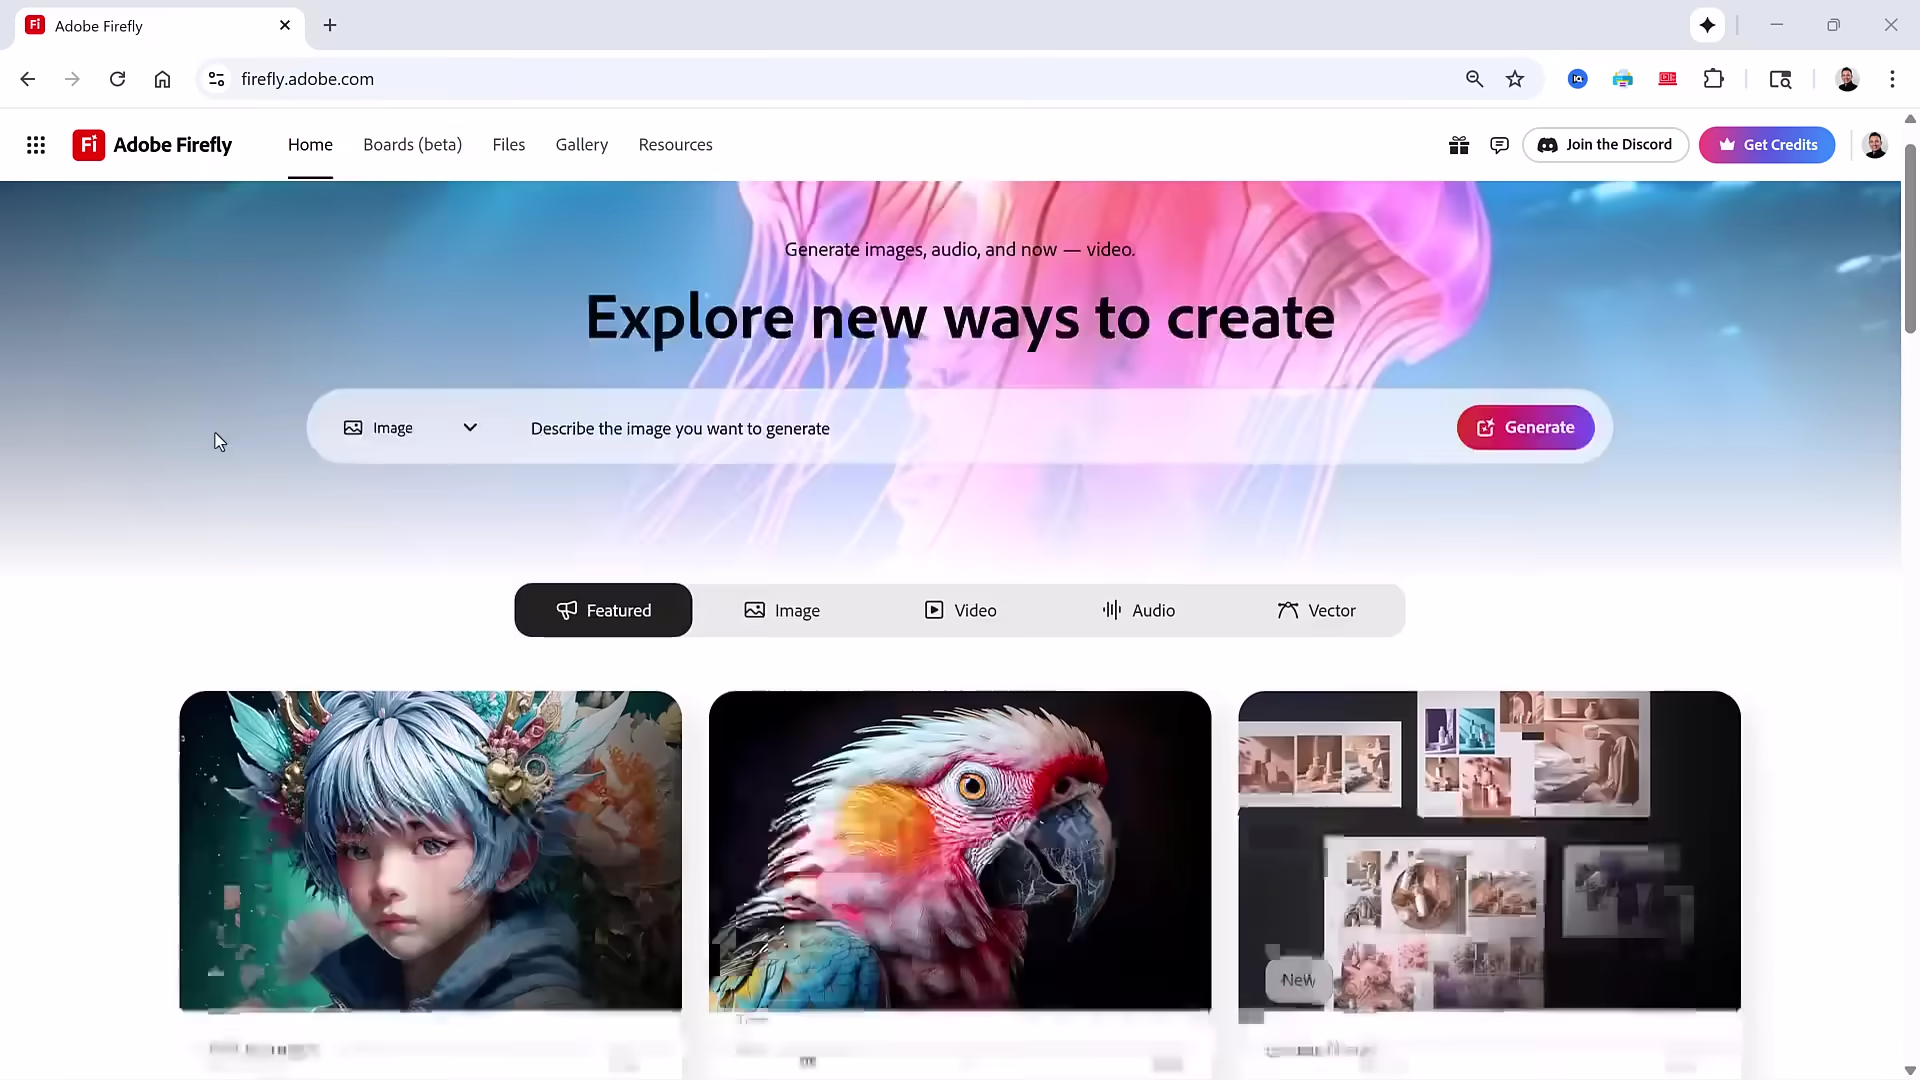 Adobe Firefly
firefly.adobe.com
Fi Adobe Firefly Home Boards (beta) Files Gallery Resources Join the Discord Get Credits
Generate images, audio, and now — video.
Explore new ways to create
Image Describe the image you want to generate Generate
Featured Image Video Audio Vector
New